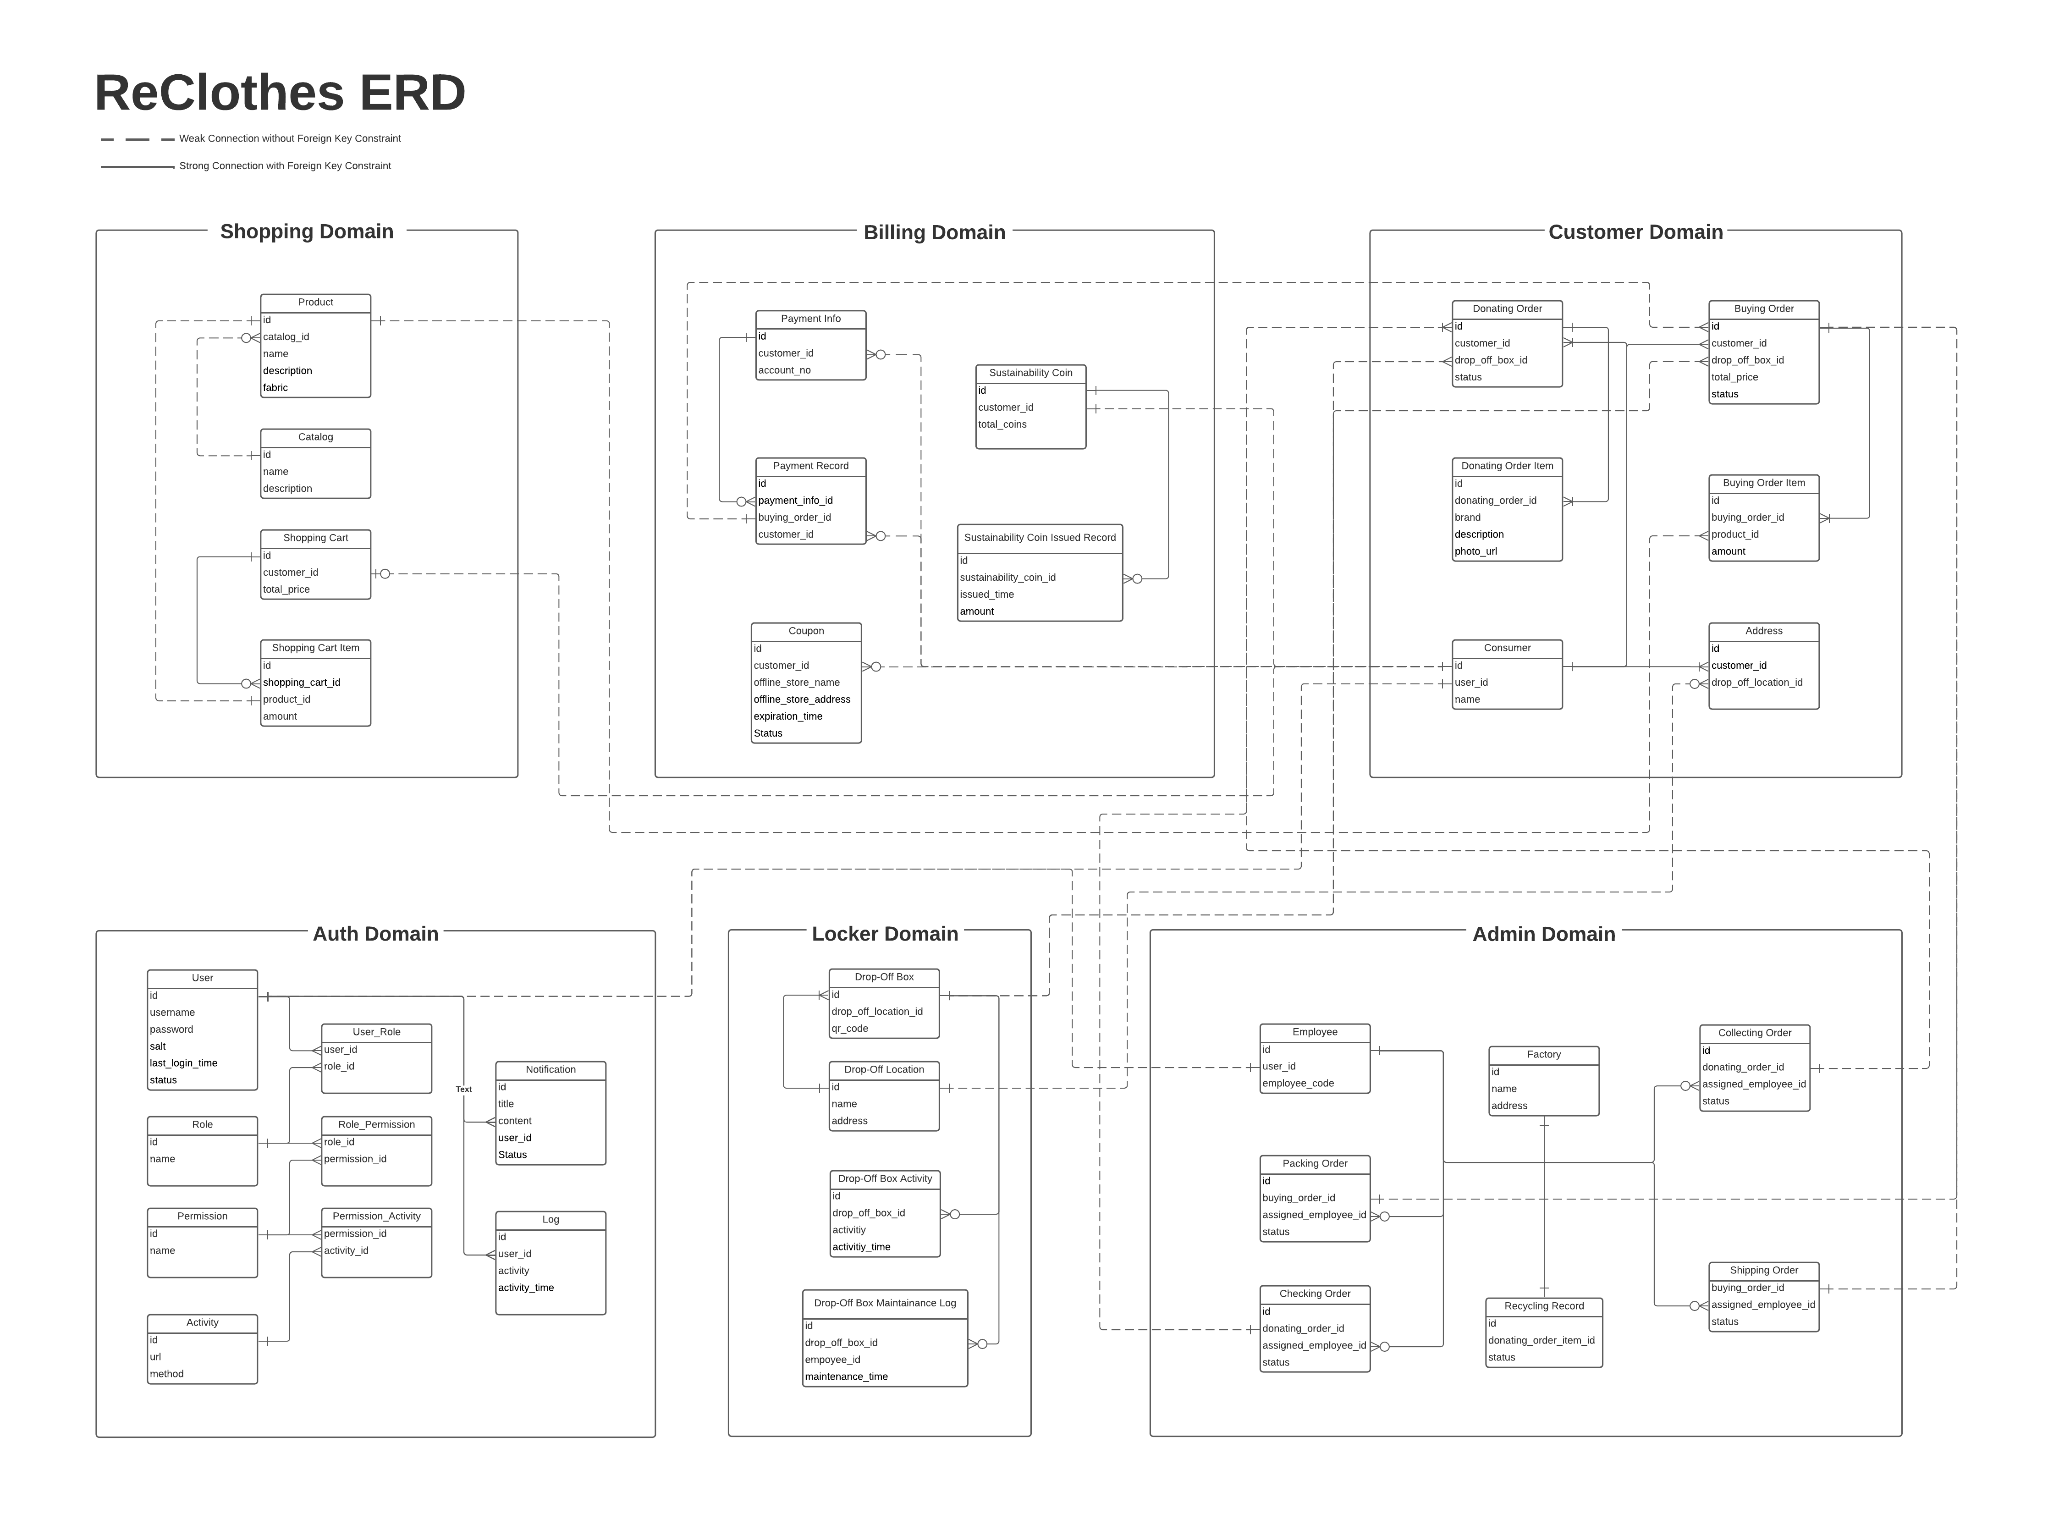 ReClothes ERD
Weak Connection without Foreign Key Constraint
Strong Connection with Foreign Key Constraint
Shopping Domain
Product
id
catalog_id
name
description
fabric
Catalog
id
name
description
Shopping Cart
id
customer_id
total_price
Shopping Cart Item
id
shopping_cart_id
product_id
amount
Billing Domain
Payment Info
id
customer_id
account_no
Sustainability Coin
id
customer_id
total_coins
Payment Record
id
payment_info_id
buying_order_id
customer_id
Sustainability Coin Issued Record
id
sustainability_coin_id
issued_time
amount
Coupon
id
customer_id
offline_store_name
offline_store_address
expiration_time
Status
Customer Domain
Donating Order
id
customer_id
drop_off_box_id
status
Buying Order
id
customer_id
drop_off_box_id
total_price
status
Donating Order Item
id
donating_order_id
brand
description
photo_url
Buying Order Item
id
buying_order_id
product_id
amount
Consumer
id
user_id
name
Address
id
customer_id
drop_off_location_id
Auth Domain
User
id
username
password
salt
last_login_time
status
User_Role
user_id
role_id
Notification
id
title
content
user_id
Status
Text
Role
id
name
Role_Permission
role_id
permission_id
Permission
id
name
Permission_Activity
permission_id
activity_id
Log
id
user_id
activity
activity_time
Activity
id
url
method
Locker Domain
Drop-Off Box
id
drop_off_location_id
qr_code
Drop-Off Location
id
name
address
Drop-Off Box Activity
id
drop_off_box_id
activitiy
activitiy_time
Drop-Off Box Maintainance Log
id
drop_off_box_id
empoyee_id
maintenance_time
Admin Domain
Employee
id
user_id
employee_code
Factory
id
name
address
Collecting Order
id
donating_order_id
assigned_employee_id
status
Packing Order
id
buying_order_id
assigned_employee_id
status
Checking Order
id
donating_order_id
assigned_employee_id
status
Recycling Record
id
donating_order_item_id
status
Shipping Order
buying_order_id
assigned_employee_id
status